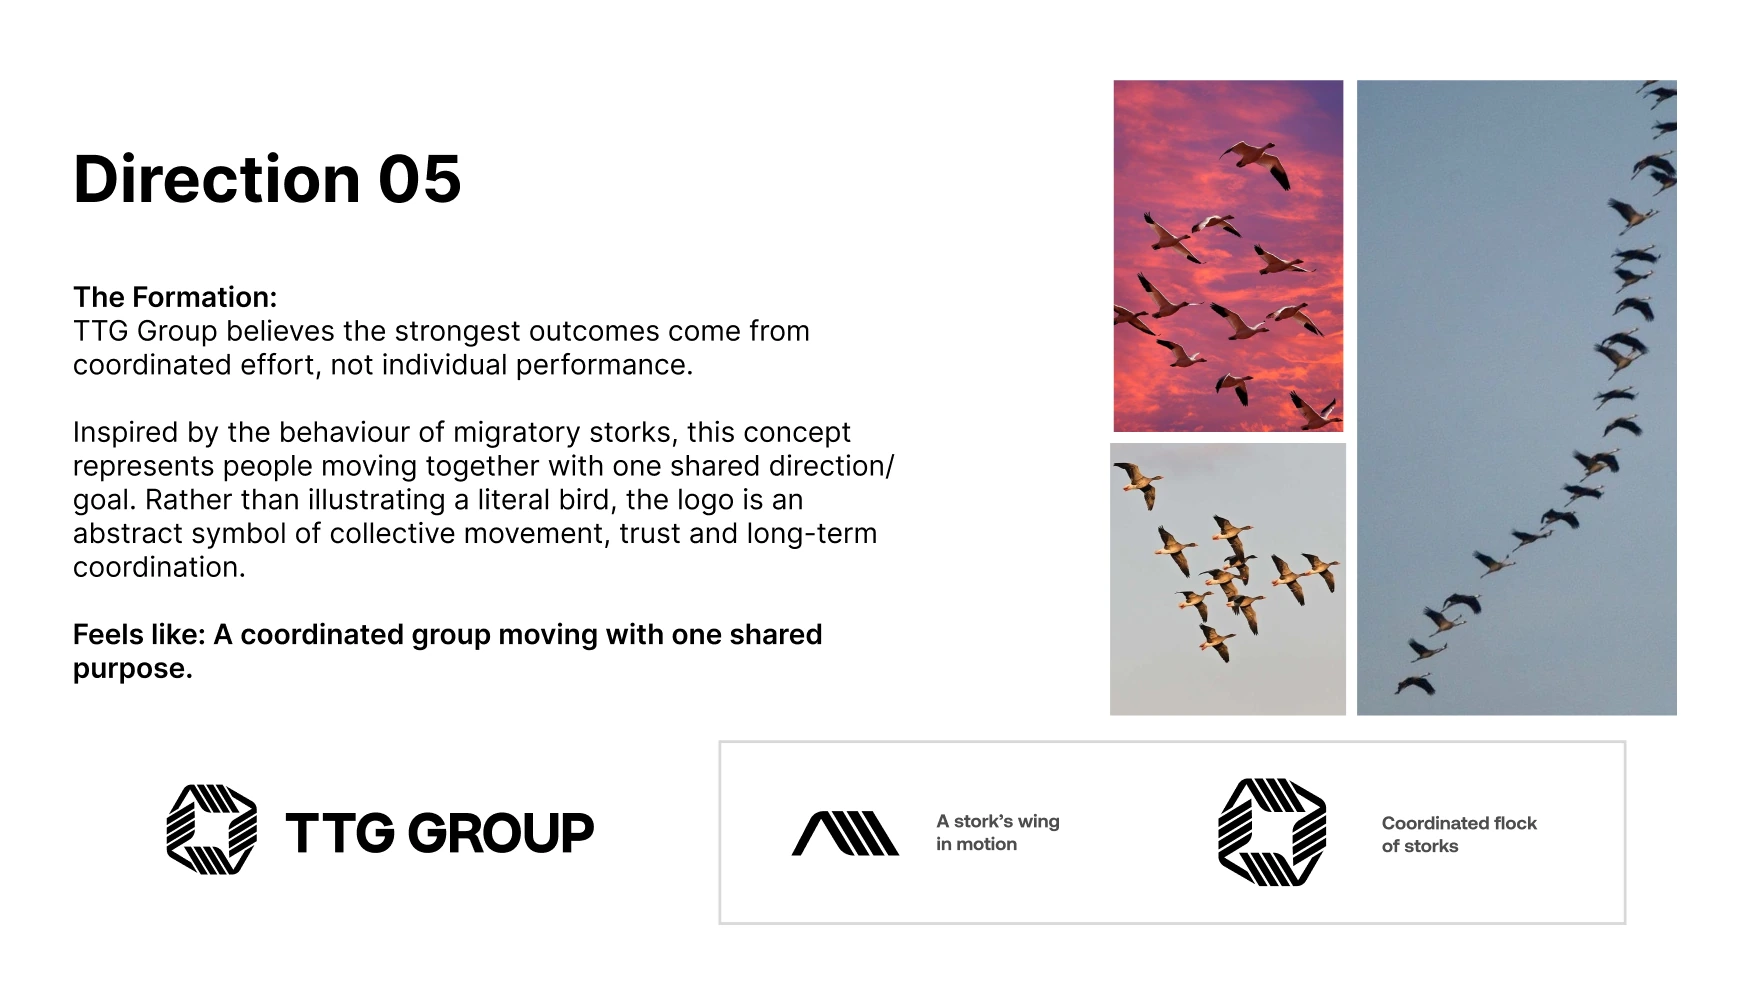 Direction 05
The Formation:
TTG Group believes the strongest outcomes come from
coordinated effort, not individual performance.
Inspired by the behaviour of migratory storks, this concept
represents people moving together with one shared direction/
goal. Rather than illustrating a literal bird, the logo is an
abstract symbol of collective movement, trust and long-term
coordination.
Feels like: A coordinated group moving with one shared
purpose.
TTG GROUP
A stork’s wing
in motion
Coordinated flock
of storks